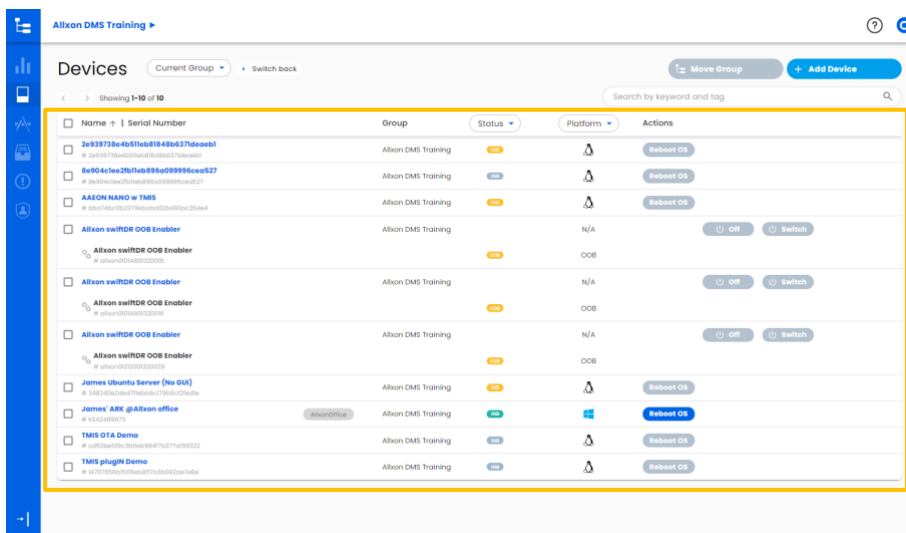 Allxon DMS Training ▸
Devices Current Group ‹ Switch back Move Group + Add Device
Showing 1-10 of 10 Search by keyword and tag
Name ↑ | Serial Number Group Status Platform Actions
2e939738e4b511eb81848b6371deaeb1 Allxon DMS Training Reboot OS
8e904c1ee2fb11eb896a099996cea527 Allxon DMS Training Reboot OS
AAEON NANO w TMIS Allxon DMS Training Reboot OS
Allxon swiftDR OOB Enabler Allxon DMS Training N/A Off Switch
Allxon swiftDR OOB Enabler OOB OOB
Allxon swiftDR OOB Enabler Allxon DMS Training N/A Off Switch
Allxon swiftDR OOB Enabler OOB OOB
Allxon swiftDR OOB Enabler Allxon DMS Training N/A Off Switch
Allxon swiftDR OOB Enabler OOB OOB
James Ubuntu Server (No GUI) Allxon DMS Training Reboot OS
James' ARK @Allxon office AllxonOffice Allxon DMS Training Reboot OS
# KSA2409673
TMIS OTA Demo Allxon DMS Training Reboot OS
TMIS plugIN Demo Allxon DMS Training Reboot OS